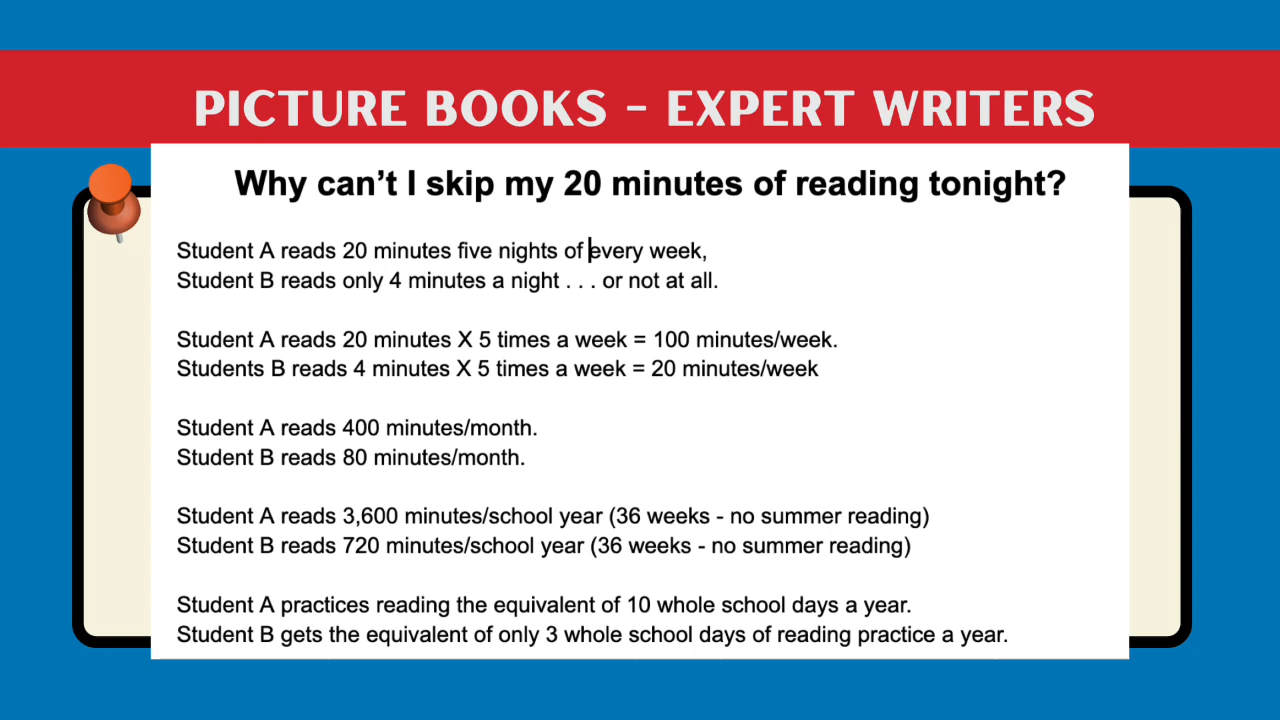 PICTURE BOOKS - EXPERT WRITERS
Why can't I skip my 20 minutes of reading tonight?
Student A reads 20 minutes five nights of every week,
Student B reads only 4 minutes a night . . . or not at all.
Student A reads 20 minutes X 5 times a week = 100 minutes/week.
Students B reads 4 minutes X 5 times a week = 20 minutes/week
Student A reads 400 minutes/month.
Student B reads 80 minutes/month.
Student A reads 3,600 minutes/school year (36 weeks - no summer reading)
Student B reads 720 minutes/school year (36 weeks - no summer reading)
Student A practices reading the equivalent of 10 whole school days a year.
Student B gets the equivalent of only 3 whole school days of reading practice a year.